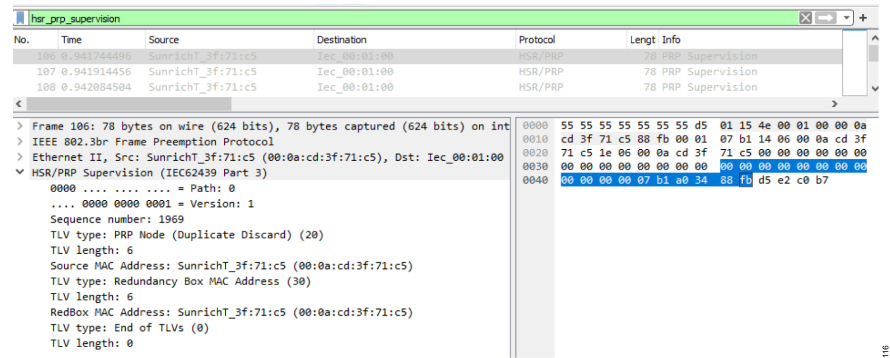 hsr_prp_supervision
No. Time Source Destination Protocol Lengt Info
106 0.941744496 SunrichT_3f:71:c5 Iec_00:01:00 HSR/PRP 78 PRP Supervision
107 0.941914456 SunrichT_3f:71:c5 Iec_00:01:00 HSR/PRP 78 PRP Supervision
108 0.942084504 SunrichT_3f:71:c5 Iec_00:01:00 HSR/PRP 78 PRP Supervision
Frame 106: 78 bytes on wire (624 bits), 78 bytes captured (624 bits) on int
IEEE 802.3br Frame Preemption Protocol
Ethernet II, Src: SunrichT_3f:71:c5 (00:0a:cd:3f:71:c5), Dst: Iec_00:01:00
HSR/PRP Supervision (IEC62439 Part 3)
0000 .... .... .... = Path: 0
.... 0000 0000 0001 = Version: 1
Sequence number: 1969
TLV type: PRP Node (Duplicate Discard) (20)
TLV length: 6
Source MAC Address: SunrichT_3f:71:c5 (00:0a:cd:3f:71:c5)
TLV type: Redundancy Box MAC Address (30)
TLV length: 6
RedBox MAC Address: SunrichT_3f:71:c5 (00:0a:cd:3f:71:c5)
TLV type: End of TLVs (0)
TLV length: 0
0000 55 55 55 55 55 55 55 d5 01 15 4e 00 01 00 00 0a
0010 cd 3f 71 c5 88 fb 00 01 07 b1 14 06 00 0a cd 3f
0020 71 c5 1e 06 00 0a cd 3f 71 c5 00 00 00 00 00 00
0030 00 00 00 00 00 00 00 00 00 00 00 00 00 00 00 00
0040 00 00 00 00 07 b1 a0 34 88 fb d5 e2 c0 b7
116